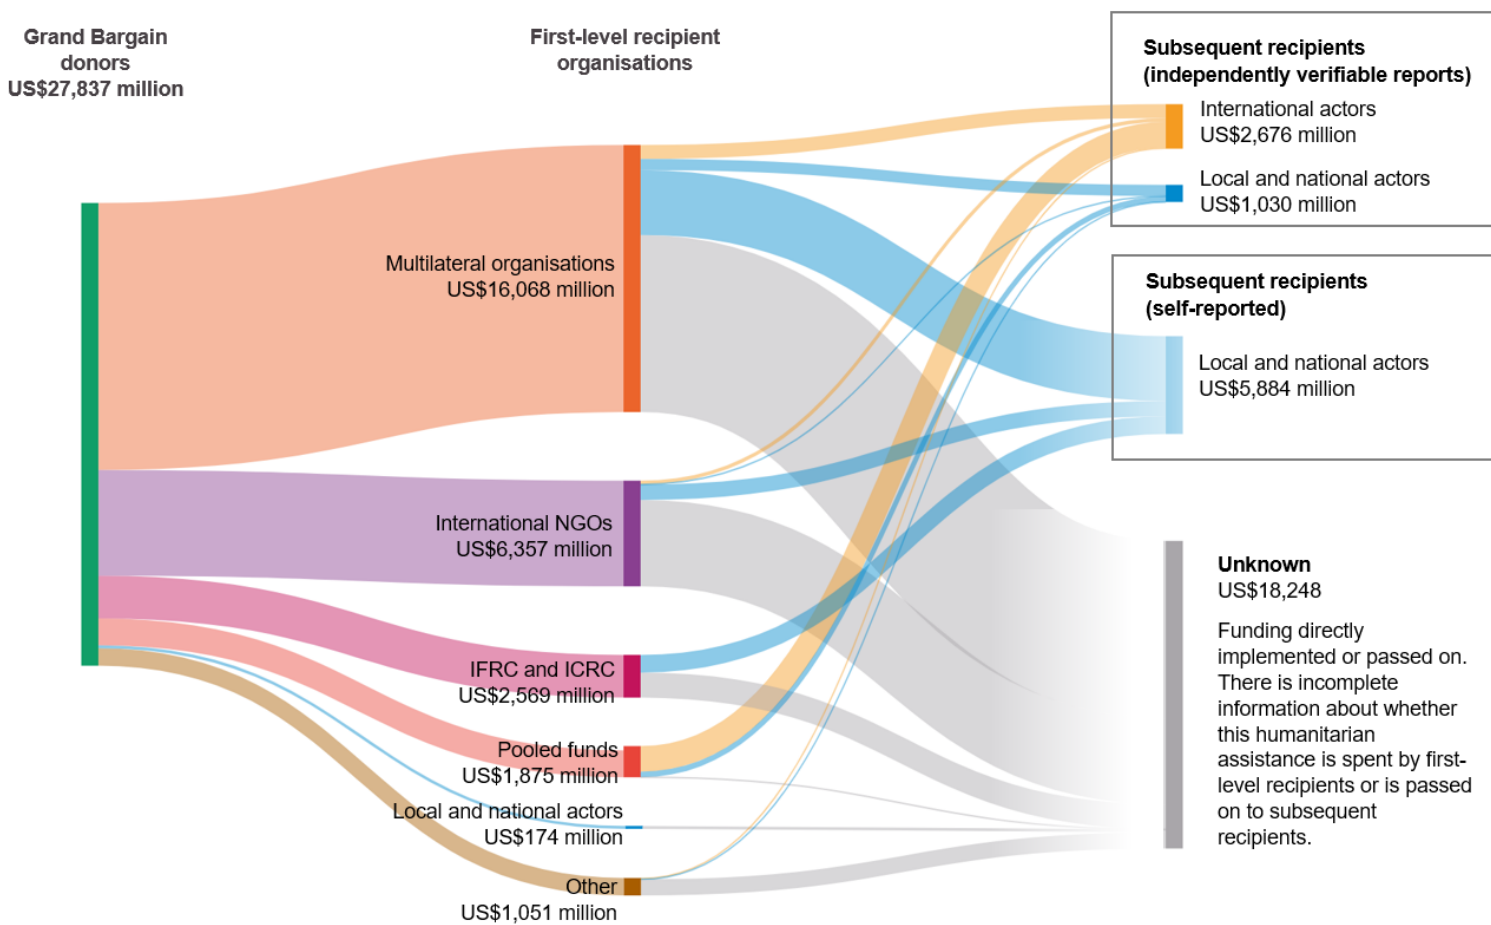 Grand Bargain
donors
US$27,837 million
First-level recipient
organisations
Multilateral organisations
US$16,068 million
International NGOs
US$6,357 million
IFRC and ICRC
US$2,569 million
Pooled funds
US$1,875 million
Local and national actors
US$174 million
Other
US$1,051 million
Subsequent recipients
(independently verifiable reports)
International actors
US$2,676 million
Local and national actors
US$1,030 million
Subsequent recipients
(self-reported)
Local and national actors
US$5,884 million
Unknown
US$18,248
Funding directly
implemented or passed on.
There is incomplete
information about whether
this humanitarian
assistance is spent by first-
level recipients or is passed
on to subsequent
recipients.